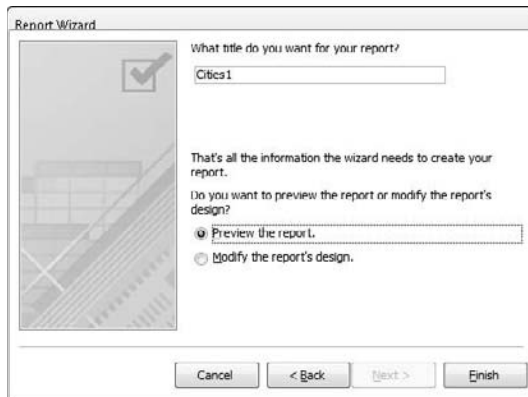 Report Wizard
What title do you want for your report?
Cities1
That's all the information the wizard needs to create your
report.
Do you want to preview the report or modify the report's
design?
Preview the report.
Modify the report's design.
Cancel
< Back
Next >
Finish